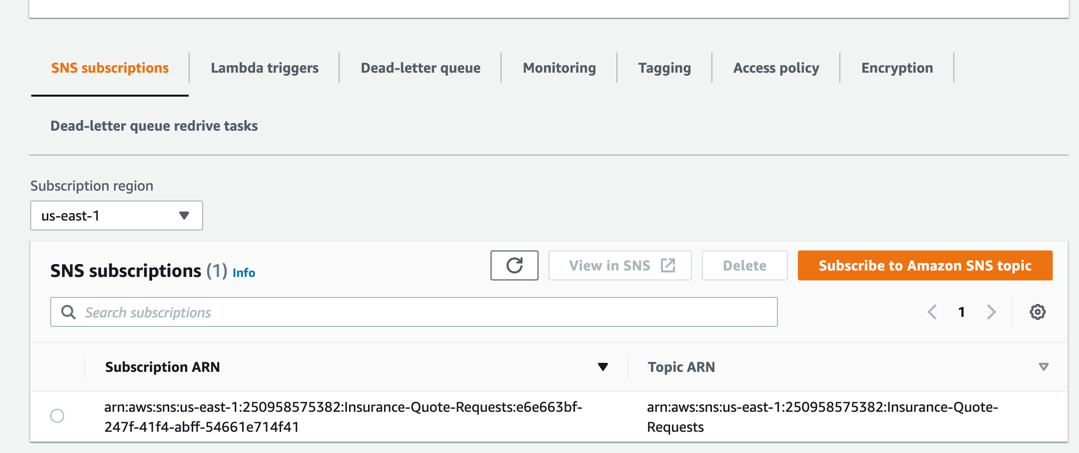 SNS subscriptions
Lambda triggers
Dead-letter queue
Monitoring
Tagging
Access policy
Encryption
Dead-letter queue redrive tasks
Subscription region
us-east-1
SNS subscriptions (1) Info
View in SNS
Delete
Subscribe to Amazon SNS topic
Search subscriptions
1
Subscription ARN
Topic ARN
arn:aws:sns:us-east-1:250958575382:Insurance-Quote-Requests:e6e663bf-
247f-41f4-abff-54661e714f41
arn:aws:sns:us-east-1:250958575382:Insurance-Quote-
Requests